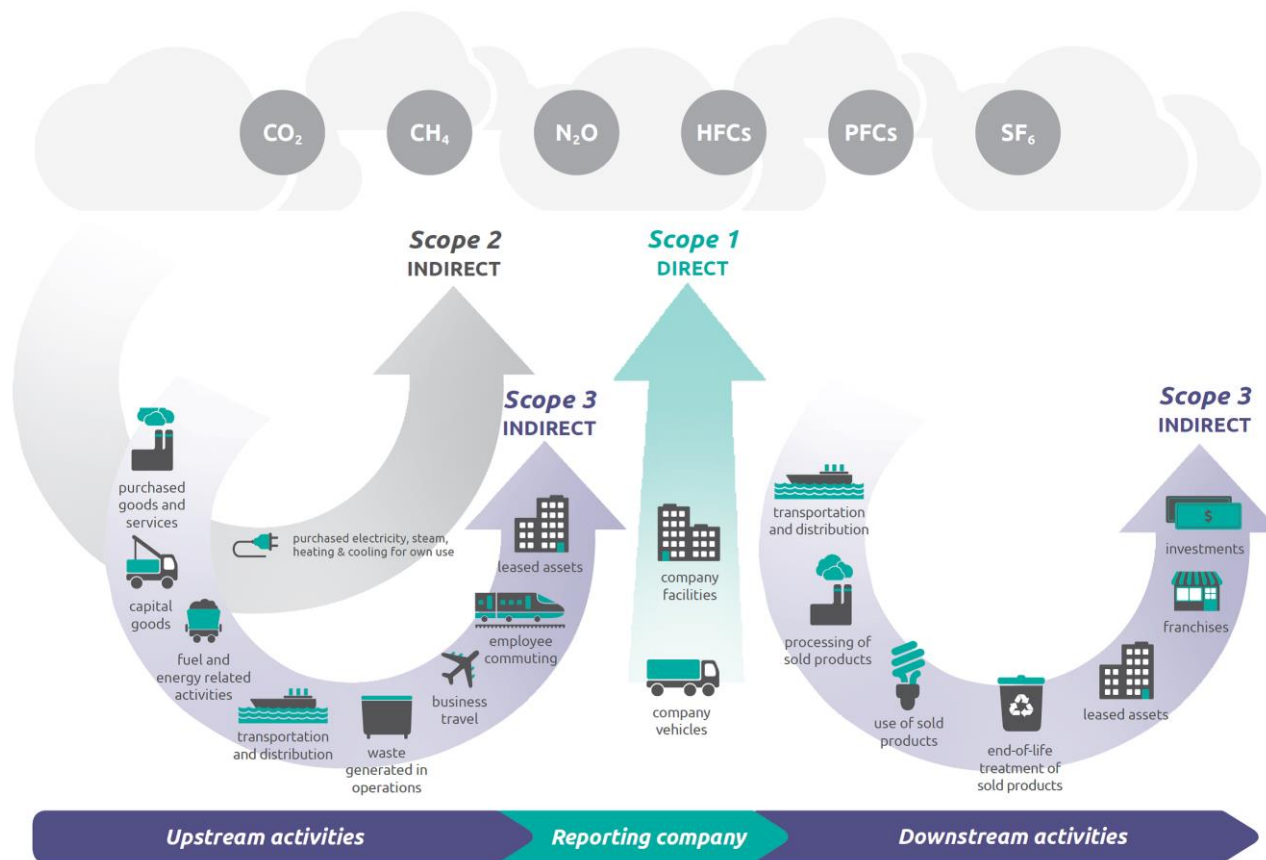 CO₂
CH₄
N₂O
HFCs
PFCs
SF₆
Scope 2
INDIRECT
Scope 1
DIRECT
Scope 3
INDIRECT
Scope 3
INDIRECT
purchased
goods and
services
capital
goods
fuel and
energy related
activities
transportation
and distribution
waste
generated in
operations
business
travel
employee
commuting
leased assets
purchased electricity, steam,
heating & cooling for own use
company
facilities
company
vehicles
transportation
and distribution
processing of
sold products
use of sold
products
end-of-life
treatment of
sold products
leased assets
franchises
$
investments
Upstream activities
Reporting company
Downstream activities